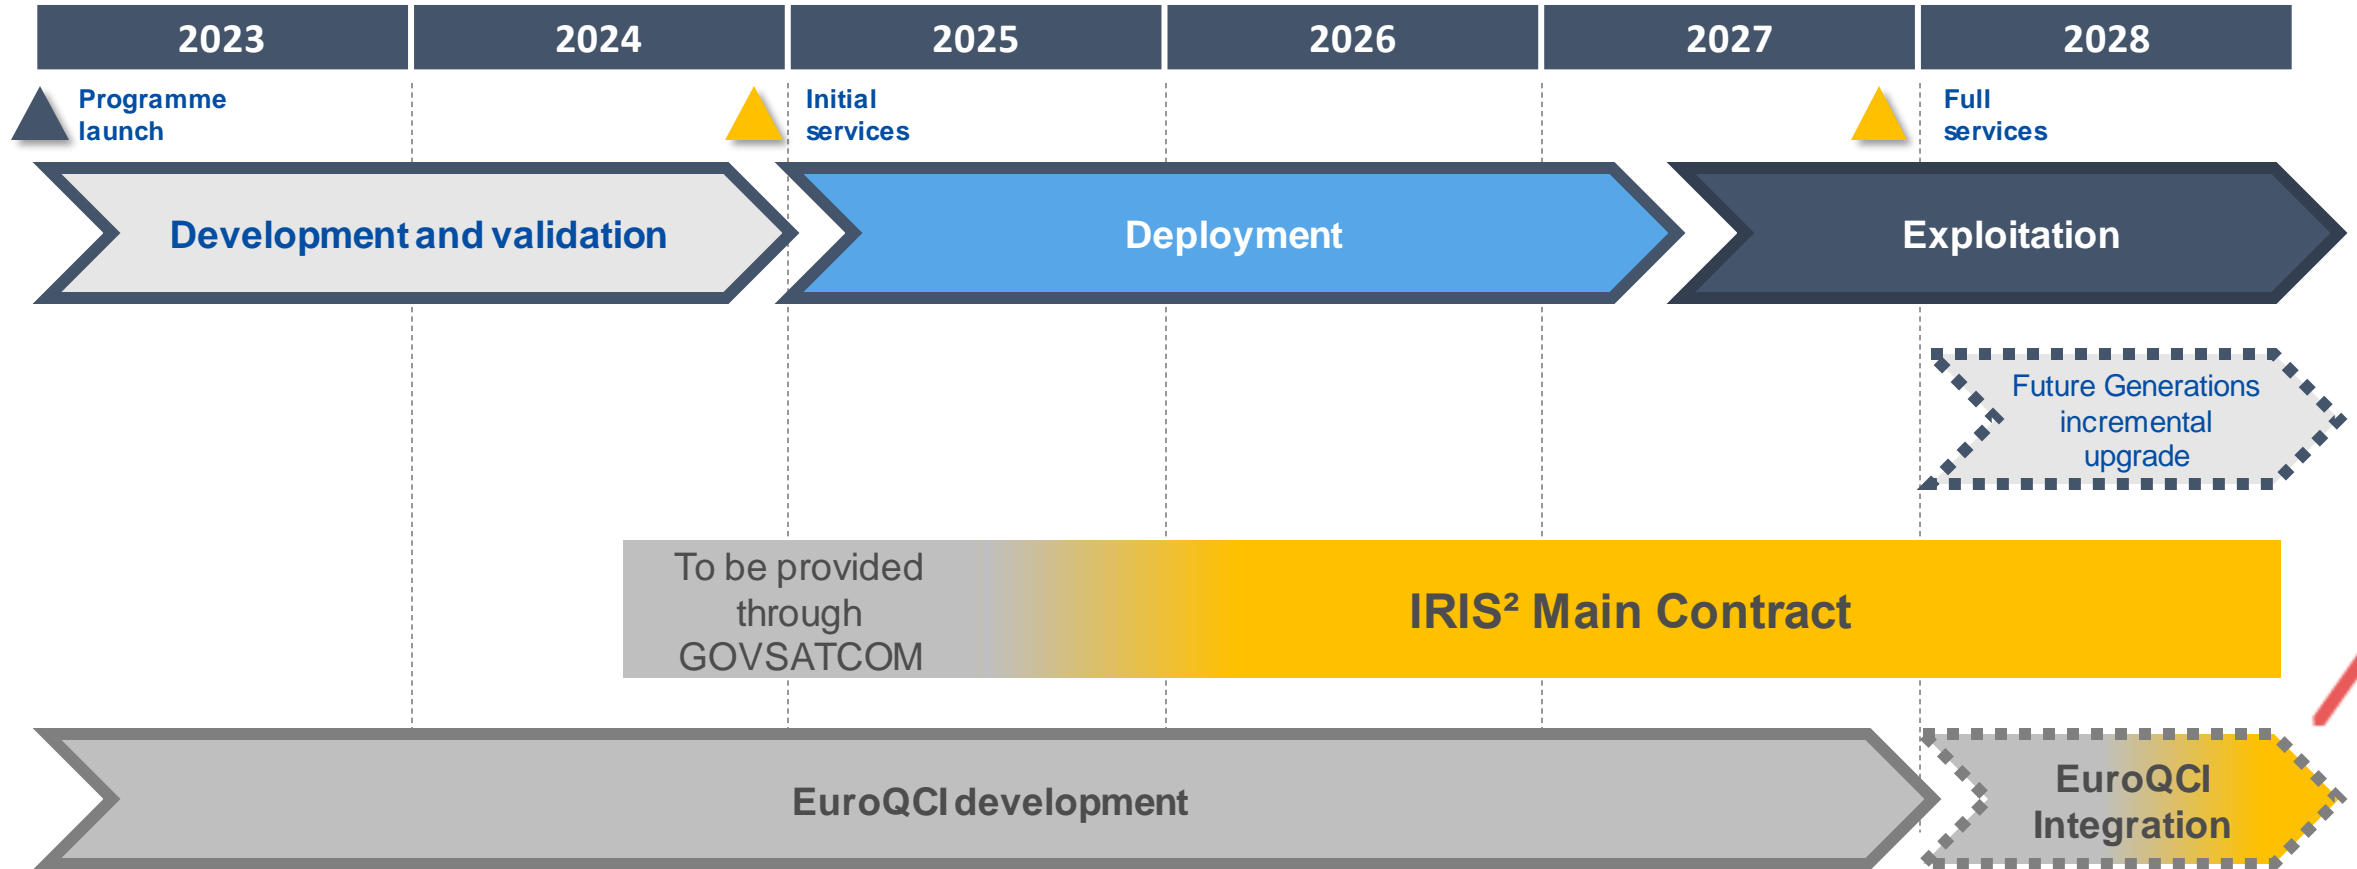 2023 2024 2025 2026 2027 2028
Programme
launch
Initial
services
Full
services
Development and validation
Deployment
Exploitation
Future Generations
incremental
upgrade
To be provided
through
GOVSATCOM
IRIS² Main Contract
EuroQCI development
EuroQCI
Integration